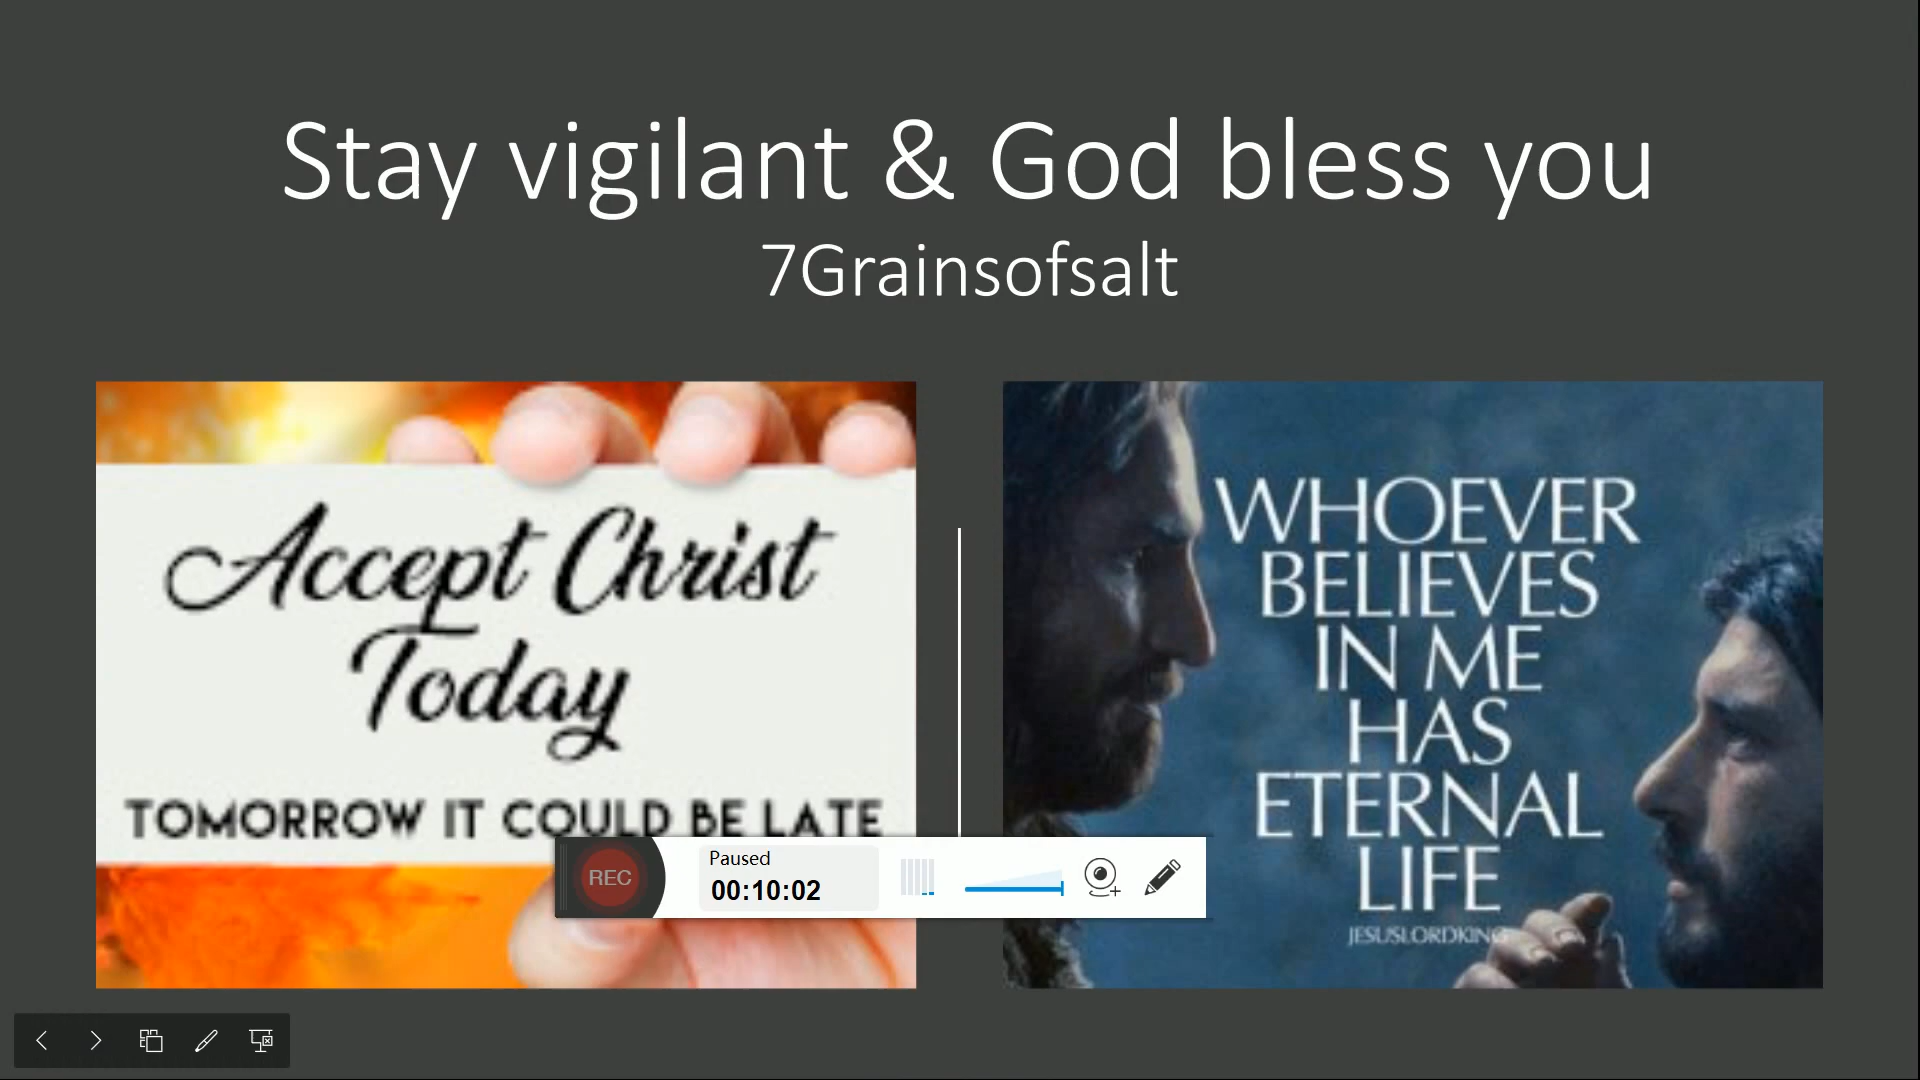 Stay vigilant & God bless you
7Grainsofsalt
Accept Christ
Today
TOMORROW IT COULD BE LATE
WHOEVER
BELIEVES
IN ME
HAS
ETERNAL
LIFE
JESUSLORDKING
REC
Paused
00:10:02